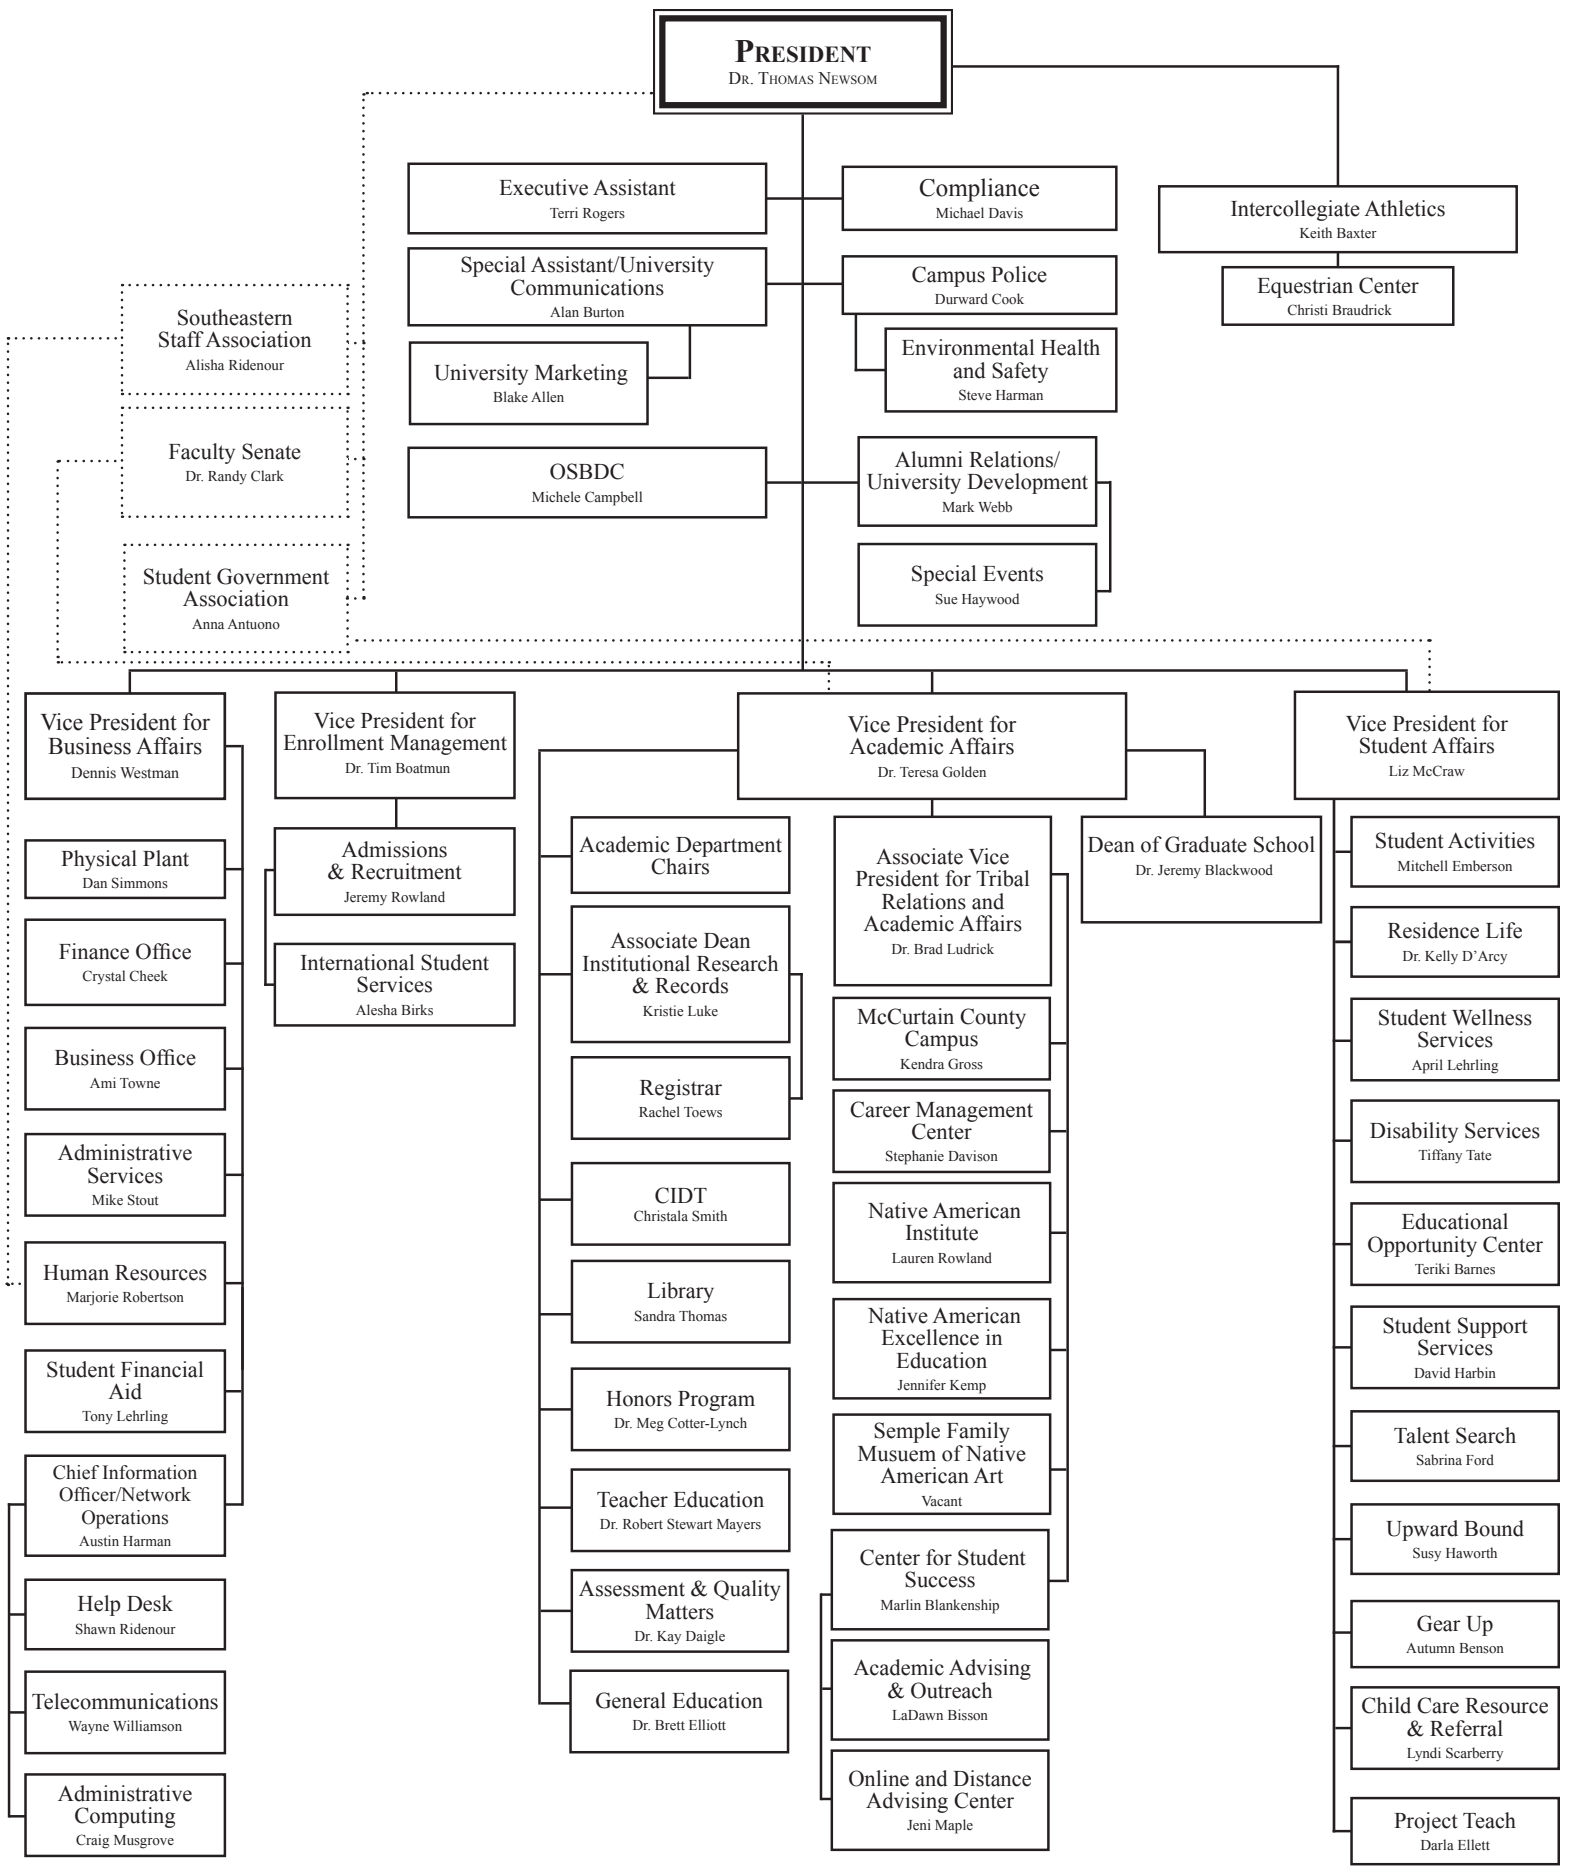 PRESIDENT
DR. THOMAS NEWSOM
Executive Assistant
Terri Rogers
Compliance
Michael Davis
Intercollegiate Athletics
Keith Baxter
Equestrian Center
Christi Braudrick
Special Assistant/University
Communications
Alan Burton
Campus Police
Durward Cook
Environmental Health
and Safety
Steve Harman
University Marketing
Blake Allen
Southeastern
Staff Association
Alisha Ridenour
Faculty Senate
Dr. Randy Clark
Student Government
Association
Anna Antuono
OSBDC
Michele Campbell
Alumni Relations/
University Development
Mark Webb
Special Events
Sue Haywood
Vice President for
Business Affairs
Dennis Westman
Physical Plant
Dan Simmons
Finance Office
Crystal Cheek
Business Office
Ami Towne
Administrative
Services
Mike Stout
Human Resources
Marjorie Robertson
Student Financial
Aid
Tony Lehrling
Chief Information
Officer/Network
Operations
Austin Harman
Help Desk
Shawn Ridenour
Telecommunications
Wayne Williamson
Administrative
Computing
Craig Musgrove
Vice President for
Enrollment Management
Dr. Tim Boatmun
Admissions
& Recruitment
Jeremy Rowland
International Student
Services
Alesha Birks
Vice President for
Academic Affairs
Dr. Teresa Golden
Academic Department
Chairs
Associate Dean
Institutional Research
& Records
Kristie Luke
Registrar
Rachel Toews
CIDT
Christala Smith
Library
Sandra Thomas
Honors Program
Dr. Meg Cotter-Lynch
Teacher Education
Dr. Robert Stewart Mayers
Assessment & Quality
Matters
Dr. Kay Daigle
General Education
Dr. Brett Elliott
Associate Vice
President for Tribal
Relations and
Academic Affairs
Dr. Brad Ludrick
McCurtain County
Campus
Kendra Gross
Career Management
Center
Stephanie Davison
Native American
Institute
Lauren Rowland
Native American
Excellence in
Education
Jennifer Kemp
Semple Family
Musuem of Native
American Art
Vacant
Center for Student
Success
Marlin Blankenship
Academic Advising
& Outreach
LaDawn Bisson
Online and Distance
Advising Center
Jeni Maple
Dean of Graduate School
Dr. Jeremy Blackwood
Vice President for
Student Affairs
Liz McCraw
Student Activities
Mitchell Emberson
Residence Life
Dr. Kelly D’Arcy
Student Wellness
Services
April Lehrling
Disability Services
Tiffany Tate
Educational
Opportunity Center
Teriki Barnes
Student Support
Services
David Harbin
Talent Search
Sabrina Ford
Upward Bound
Susy Haworth
Gear Up
Autumn Benson
Child Care Resource
& Referral
Lyndi Scarberry
Project Teach
Darla Ellett